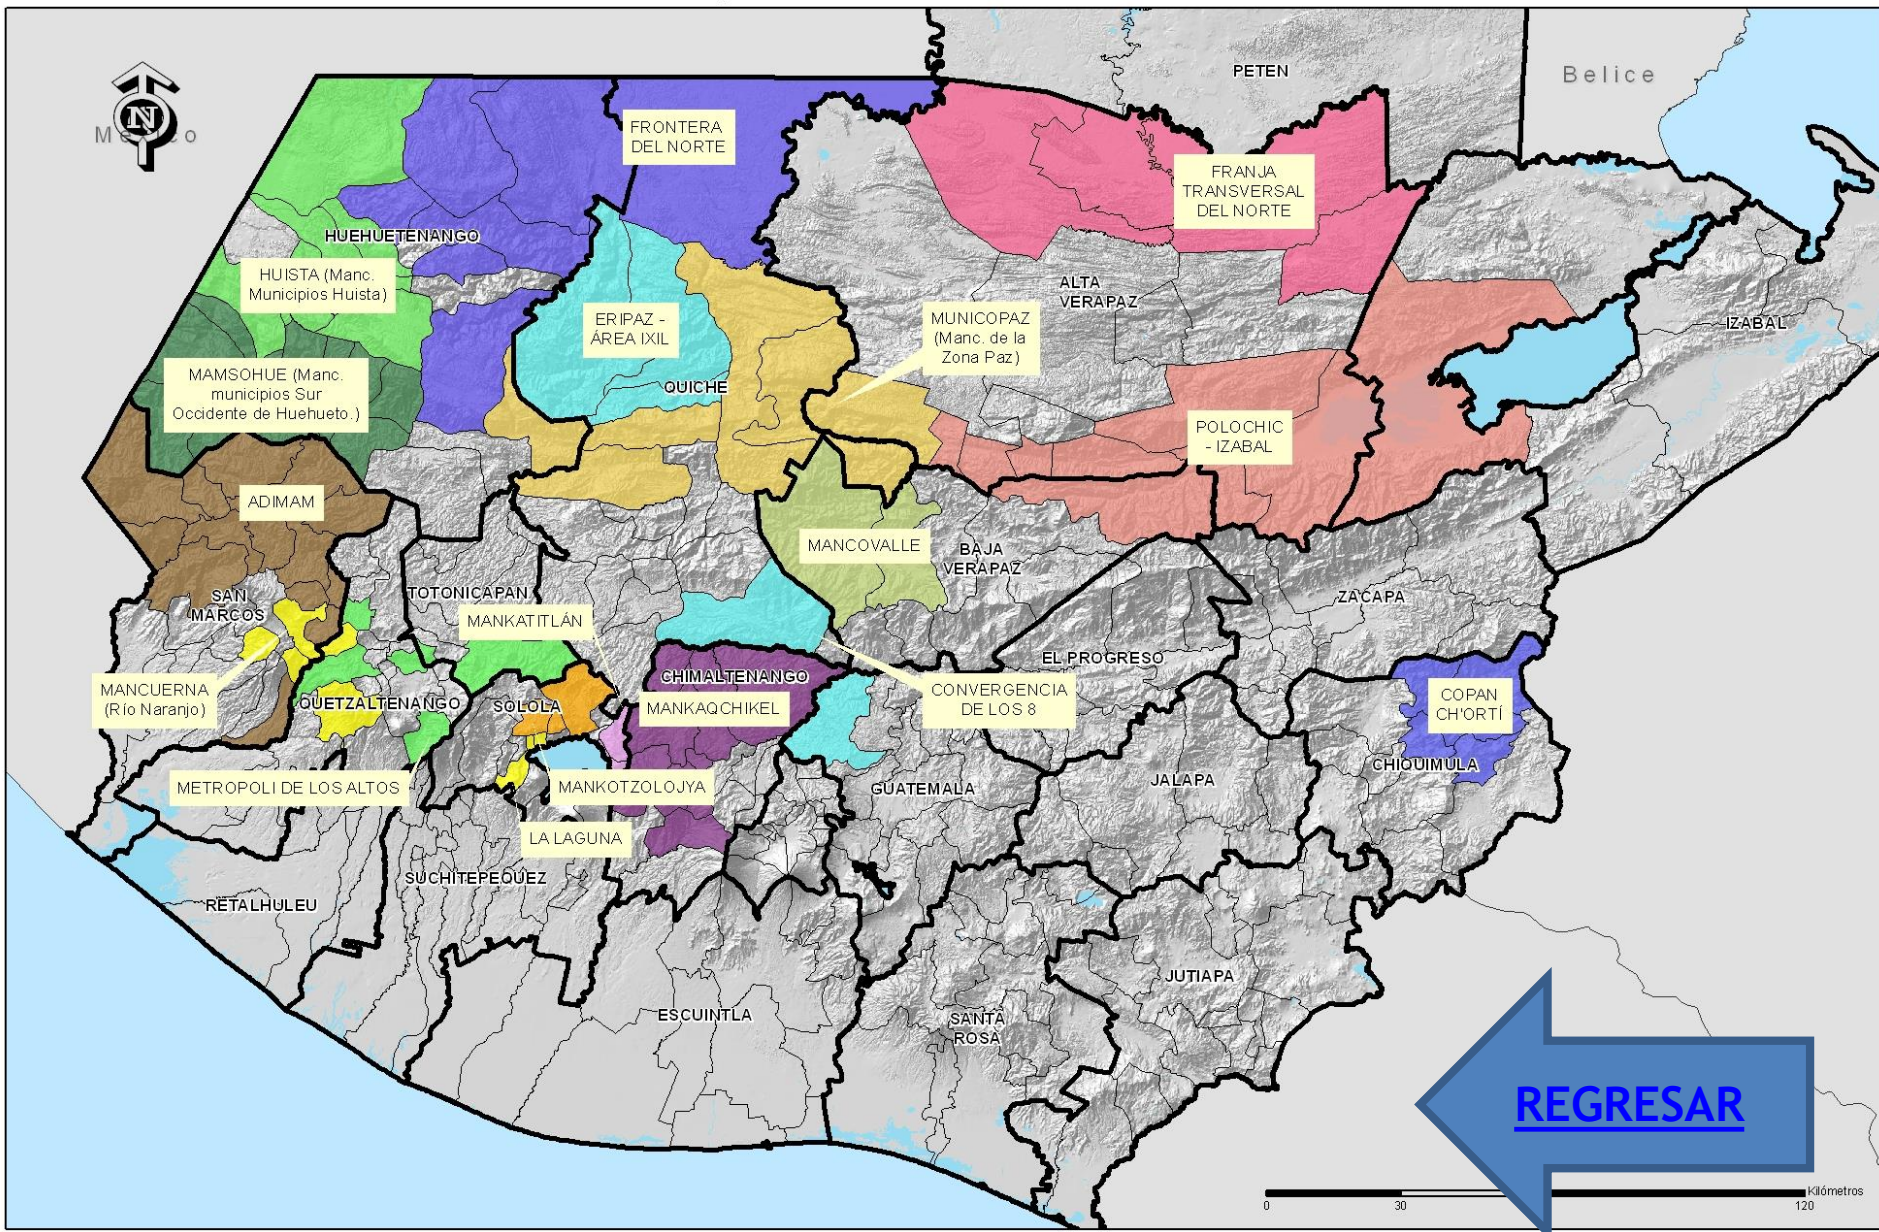 PETEN
Belice
N
México
FRONTERA
DEL NORTE
FRANJA
TRANSVERSAL
DEL NORTE
HUEHUETENANGO
HUISTA (Manc.
Municipios Huista)
ALTA
VERAPAZ
ERIPAZ -
ÁREA IXIL
MUNICOPAZ
(Manc. de la
Zona Paz)
IZABAL
MAMSOHUE (Manc.
municipios Sur
Occidente de Huehueto.)
QUICHE
POLOCHIC
- IZABAL
ADIMAM
MANCOVALLE
BAJA
VERAPAZ
SAN
MARCOS
TOTONICAPAN
ZACAPA
MANKATITLÁN
EL PROGRESO
MANCUERNA
(Río Naranjo)
QUETZALTENANGO
SOLOLA
CHIMALTENANGO
MANKAQCHIKEL
CONVERGENCIA
DE LOS 8
COPAN
CH'ORTÍ
CHIQUIMULA
METROPOLI DE LOS ALTOS
MANKOTZOLOJYA
GUATEMALA
JALAPA
LA LAGUNA
SUCHITEPEQUEZ
RETALHULEU
JUTIAPA
ESCUINTLA
SANTA
ROSA
REGRESAR
Kilómetros
0 30 120